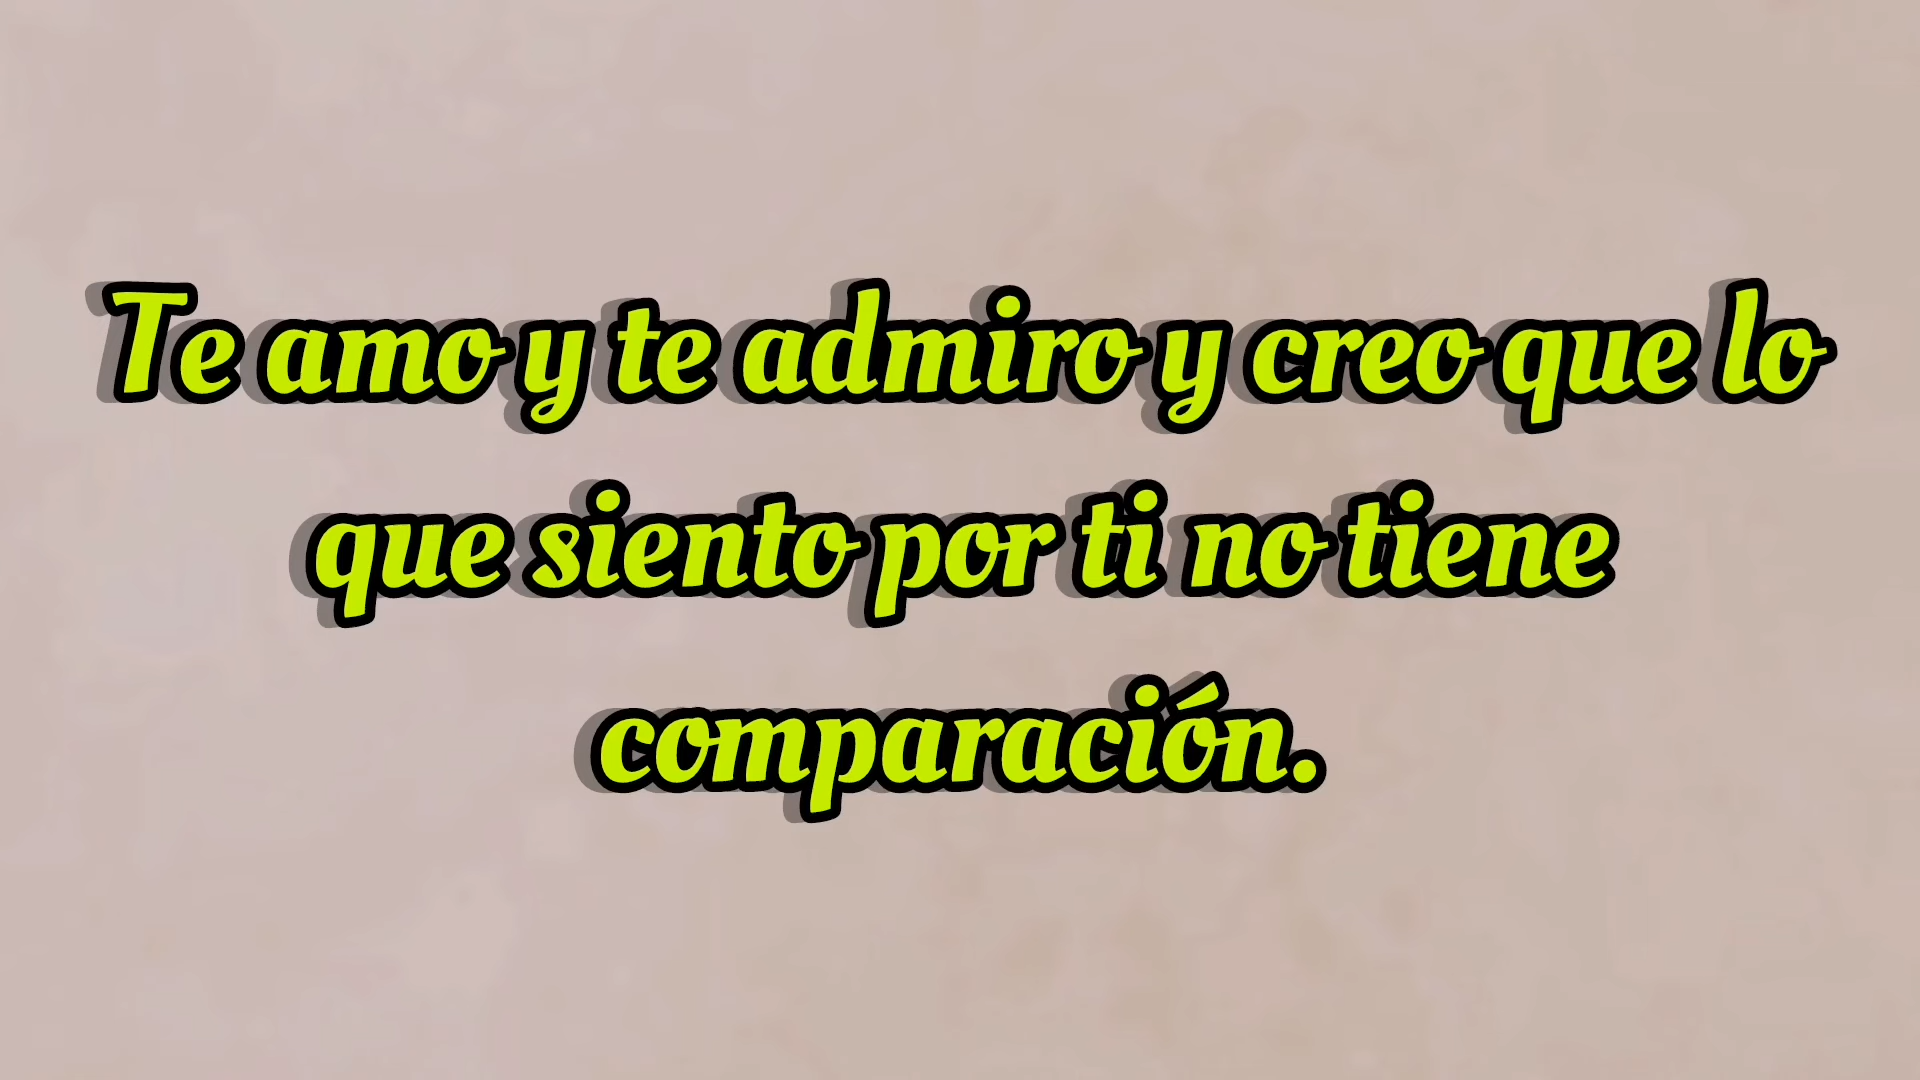 Te amo y te admiro y creo que lo
que siento por ti no tiene
comparación.